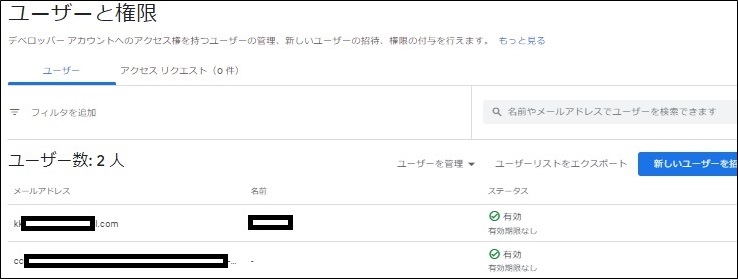 ユーザーと権限
デベロッパー アカウントへのアクセス権を持つユーザーの管理、新しいユーザーの招待、権限の付与を行えます。 もっと見る
ユーザー アクセス リクエスト（0 件）
フィルタを追加 名前やメールアドレスでユーザーを検索できます
ユーザー数: 2 人 ユーザーを管理 ユーザーリストをエクスポート 新しいユーザーを招
メールアドレス 名前 ステータス
kk l.com 有効
有効期限なし
cc -... - 有効
有効期限なし